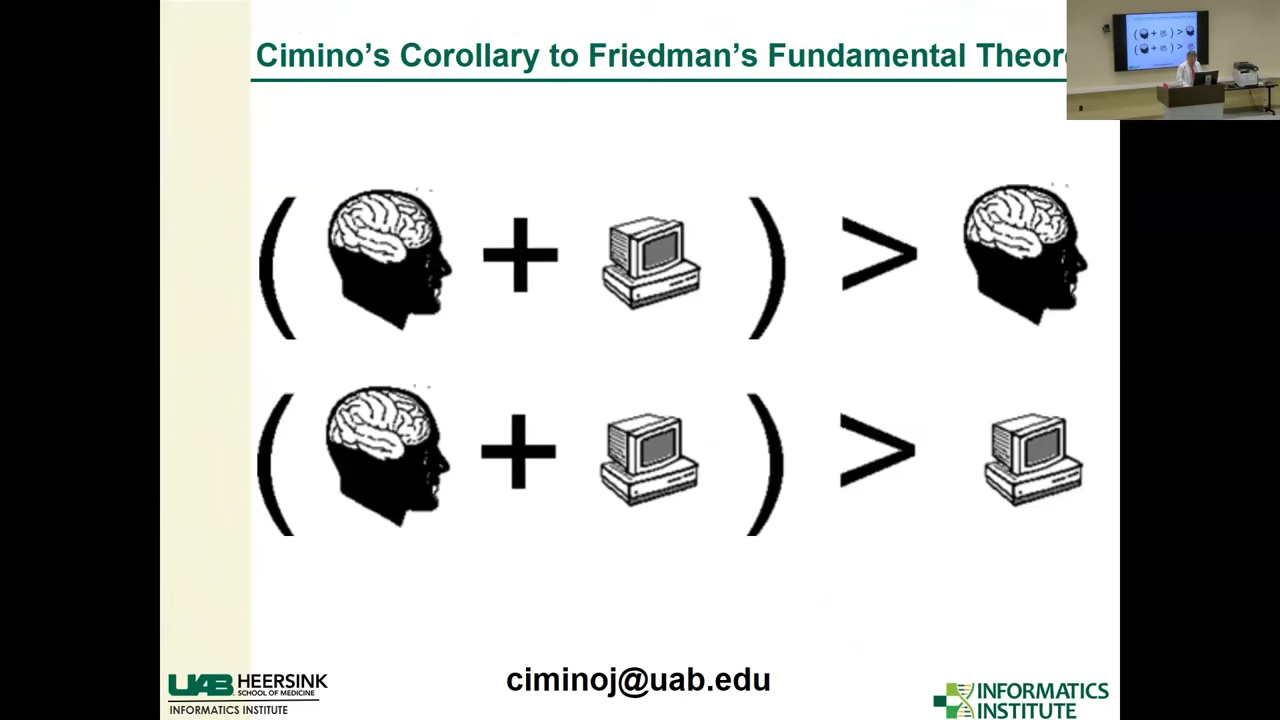 Cimino's Corollary to Friedman's Fundamental Theor
( + ) >
( + ) >
ciminoj@uab.edu
UAB HEERSINK
SCHOOL OF MEDICINE
INFORMATICS INSTITUTE
INFORMATICS
INSTITUTE